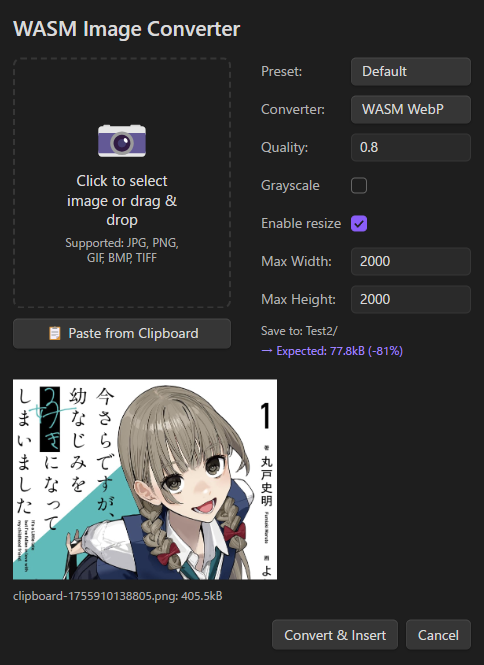 WASM Image Converter
Click to select
image or drag &
drop
Supported: JPG, PNG,
GIF, BMP, TIFF
Paste from Clipboard
Preset:
Default
Converter:
WASM WebP
Quality:
0.8
Grayscale
Enable resize
Max Width:
2000
Max Height:
2000
Save to: Test2/
→ Expected: 77.8kB (-81%)
今さらですが、
幼なじみを
好きになって
しまいました
1
著
丸戸史明
Fumiaki Maruto
画
よ
clipboard-1755910138805.png: 405.5kB
Convert & Insert
Cancel